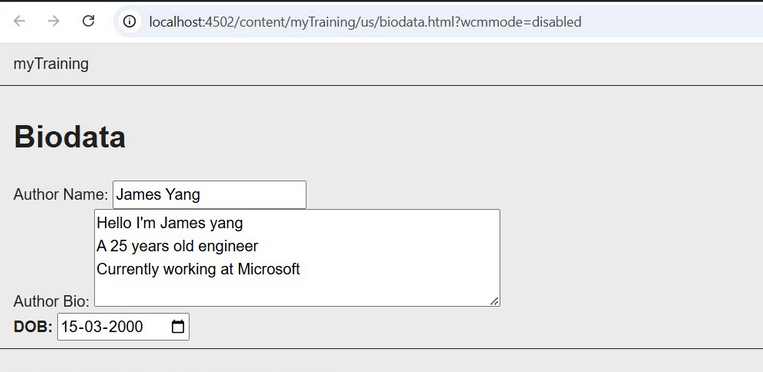 localhost:4502/content/myTraining/us/biodata.html?wcmmode=disabled
myTraining
Biodata
Author Name: James Yang
Hello I'm James yang
A 25 years old engineer
Currently working at Microsoft
Author Bio:
DOB: 15-03-2000